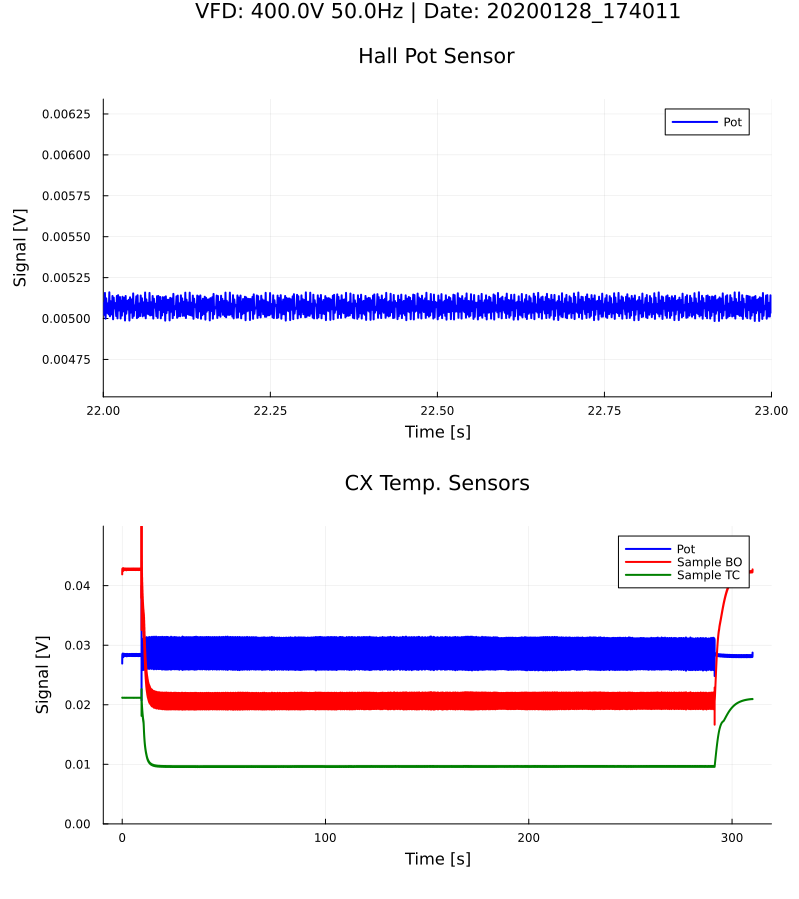 VFD: 400.0V 50.0Hz | Date: 20200128_174011
Hall Pot Sensor
Signal [V]
0.00625
0.00600
0.00575
0.00550
0.00525
0.00500
0.00475
Pot
22.00 22.25 22.50 22.75 23.00
Time [s]
CX Temp. Sensors
Signal [V]
0.04
0.03
0.02
0.01
0.00
Pot
Sample BO
Sample TC
0 100 200 300
Time [s]